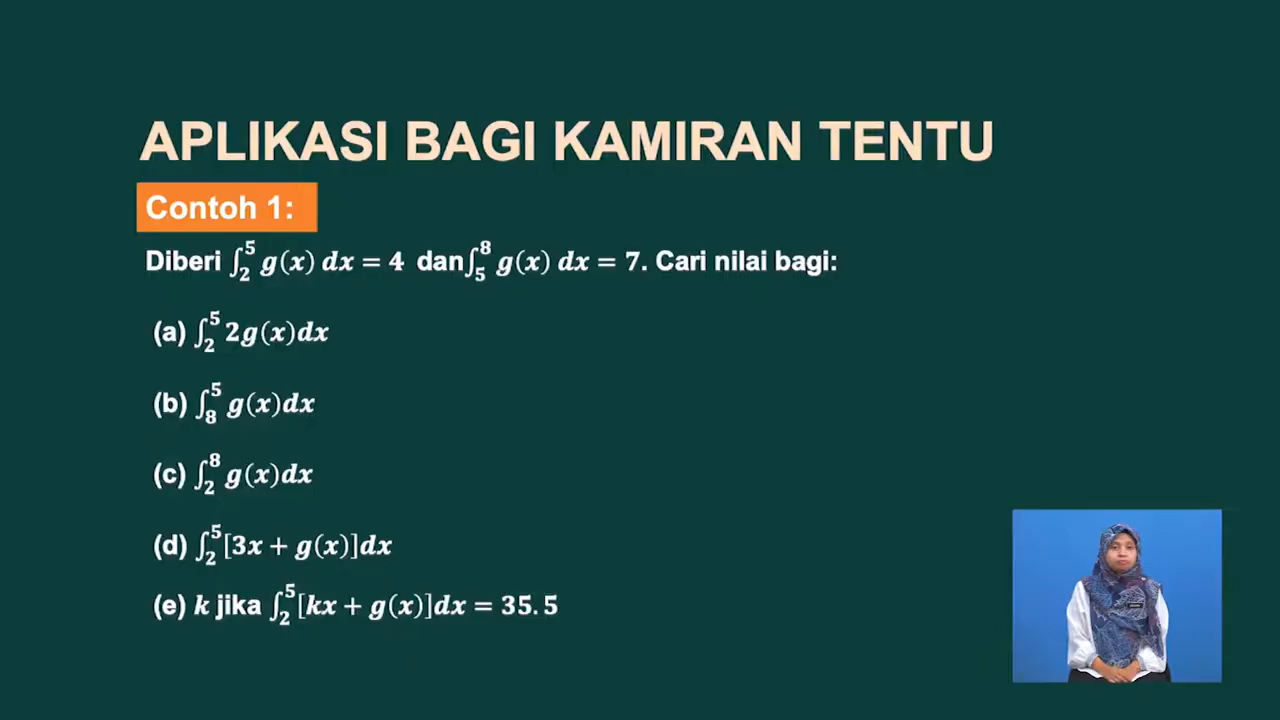 APLIKASI BAGI KAMIRAN TENTU
Contoh 1:
Diberi ∫₂⁵ g(x) dx = 4 dan ∫₅⁸ g(x) dx = 7. Cari nilai bagi:
(a) ∫₂⁵ 2g(x)dx
(b) ∫₈⁵ g(x)dx
(c) ∫₂⁸ g(x)dx
(d) ∫₂⁵ [3x + g(x)]dx
(e) k jika ∫₂⁵ [kx + g(x)]dx = 35.5